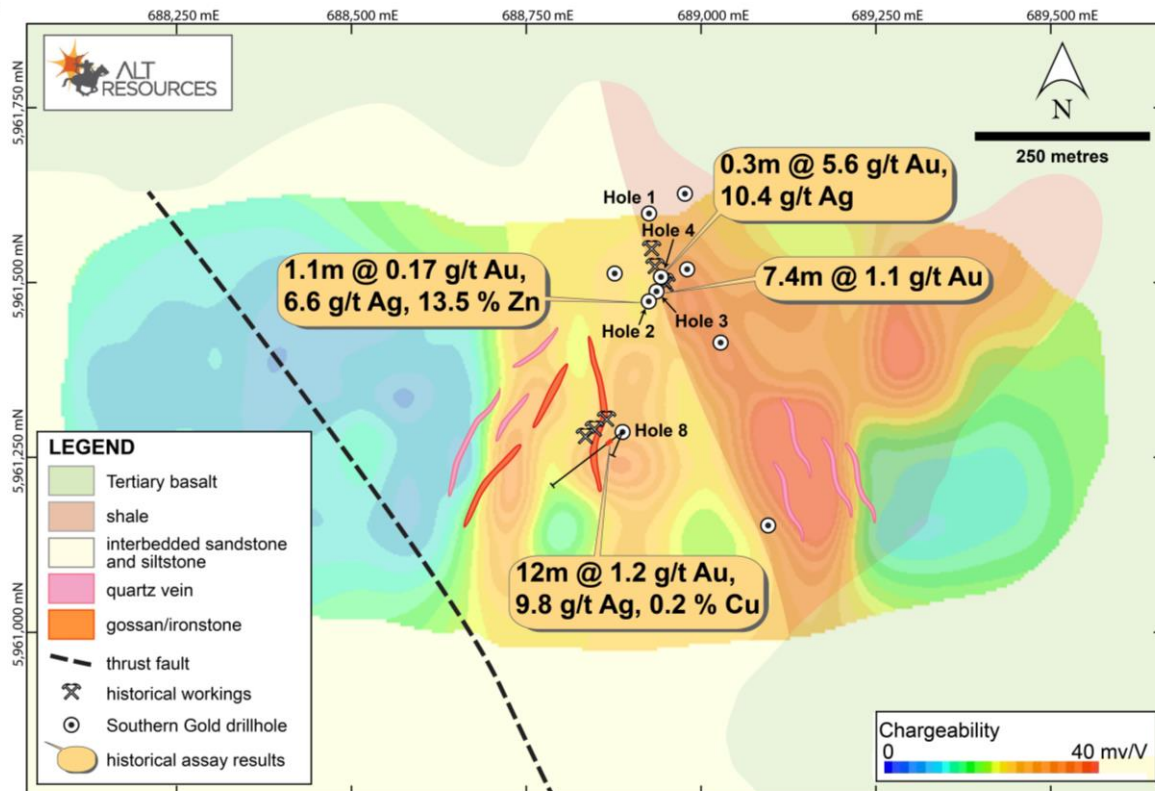 688,250 mE
688,500 mE
688,750 mE
689,000 mE
689,250 mE
689,500 mE
5,961,750 mN
5,961,500 mN
5,961,250 mN
5,961,000 mN
ALT
RESOURCES
N
250 metres
0.3m @ 5.6 g/t Au,
10.4 g/t Ag
Hole 1
Hole 4
1.1m @ 0.17 g/t Au,
6.6 g/t Ag, 13.5 % Zn
7.4m @ 1.1 g/t Au
Hole 2
Hole 3
Hole 8
12m @ 1.2 g/t Au,
9.8 g/t Ag, 0.2 % Cu
LEGEND
Tertiary basalt
shale
interbedded sandstone
and siltstone
quartz vein
gossan/ironstone
thrust fault
historical workings
Southern Gold drillhole
historical assay results
Chargeability
0
40 mv/V